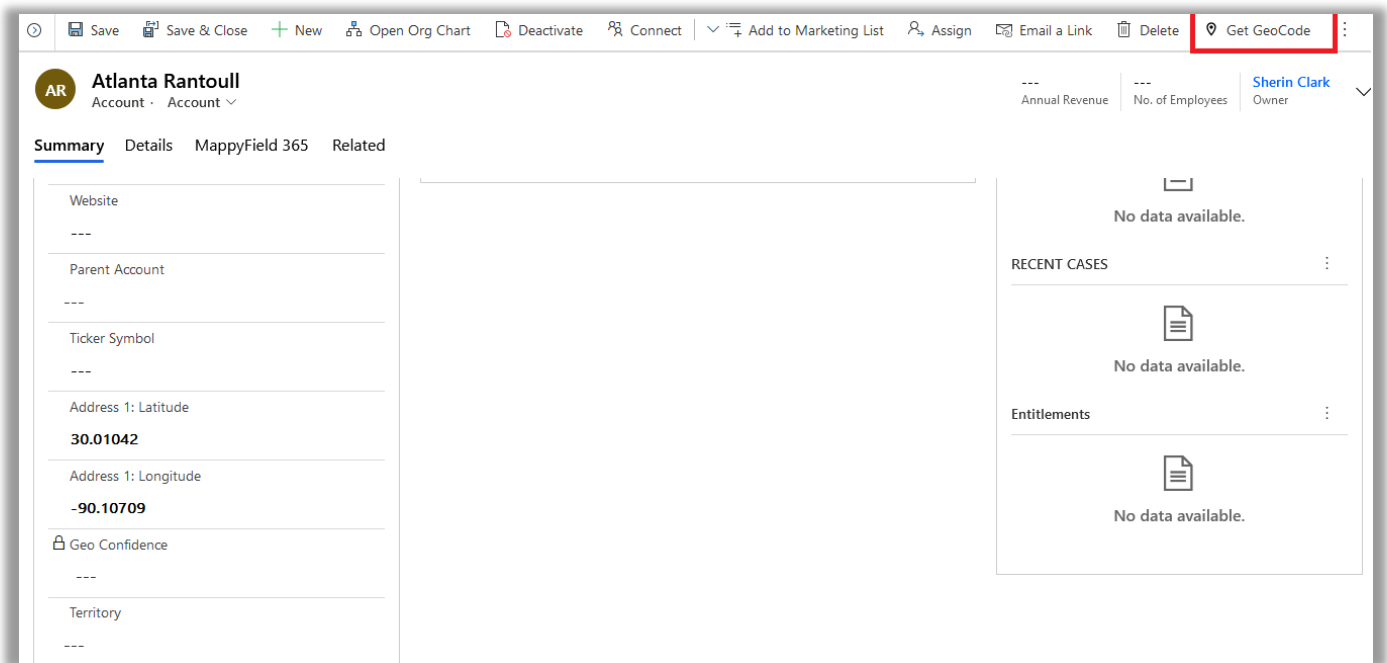 Save Save & Close New Open Org Chart Deactivate Connect Add to Marketing List Assign Email a Link Delete Get GeoCode
AR
Atlanta Rantoull
Account · Account
---
Annual Revenue
---
No. of Employees
Sherin Clark
Owner
Summary Details MappyField 365 Related
Website
---
Parent Account
---
Ticker Symbol
---
Address 1: Latitude
30.01042
Address 1: Longitude
-90.10709
Geo Confidence
---
Territory
---
No data available.
RECENT CASES
No data available.
Entitlements
No data available.